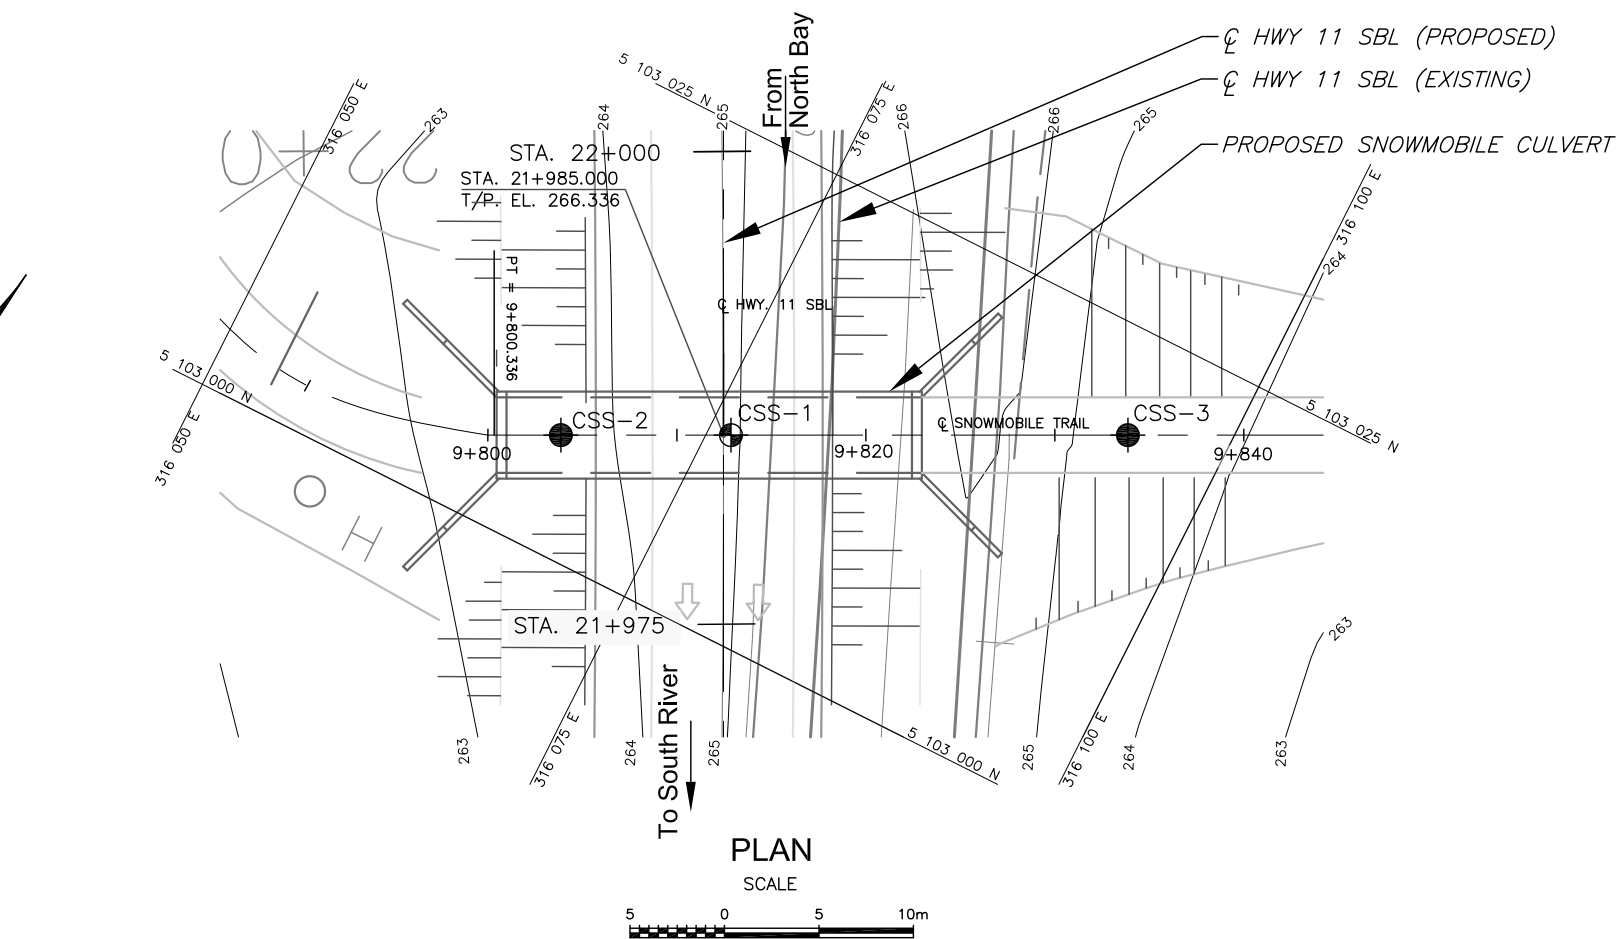 ℄ HWY 11 SBL (PROPOSED)
℄ HWY 11 SBL (EXISTING)
PROPOSED SNOWMOBILE CULVERT
From
North Bay
5 103 025 N
316 050 E
263
264
265
316 075 E
266
266
265
316 100 E
264
STA. 22+000
STA. 21+985.000
T/P. EL. 266.336
PT = 9+800.336
℄ HWY. 11 SBL
5 103 000 N
316 050 E
CSS-2
CSS-1
CSS-3
℄ SNOWMOBILE TRAIL
5 103 025 N
9+800
9+820
9+840
H
STA. 21+975
263
To South River
263
316 075 E
264
265
5 103 000 N
265
316 100 E
264
263
PLAN
SCALE
5 0 5 10m